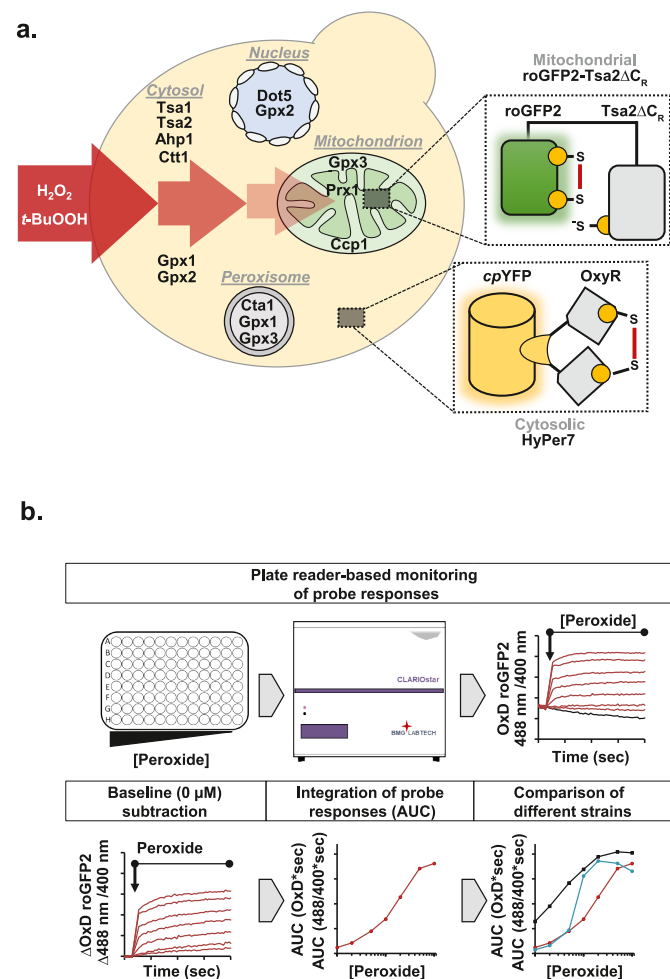 a.
Nucleus
Dot5
Gpx2
Cytosol
Tsa1
Tsa2
Ahp1
Ctt1
H₂O₂
t-BuOOH
Gpx1
Gpx2
Mitochondrion
Gpx3
Prx1
Ccp1
Peroxisome
Cta1
Gpx1
Gpx3
Mitochondrial
roGFP2-Tsa2ΔC_R
roGFP2 Tsa2ΔC_R
S
S
⁻S
cpYFP OxyR
S
S
Cytosolic
HyPer7
b.
Plate reader-based monitoring
of probe responses
A
B
C
D
E
F
G
H
[Peroxide]
CLARIOstar
BMG LABTECH
[Peroxide]
OxD roGFP2
488 nm /400 nm
Time (sec)
Baseline (0 µM)
subtraction
Integration of probe
responses (AUC)
Comparison of
different strains
Peroxide
ΔOxD roGFP2
Δ488 nm /400 nm
Time (sec)
AUC (OxD*sec)
AUC (488/400*sec)
[Peroxide]
AUC (OxD*sec)
AUC (488/400*sec)
[Peroxide]